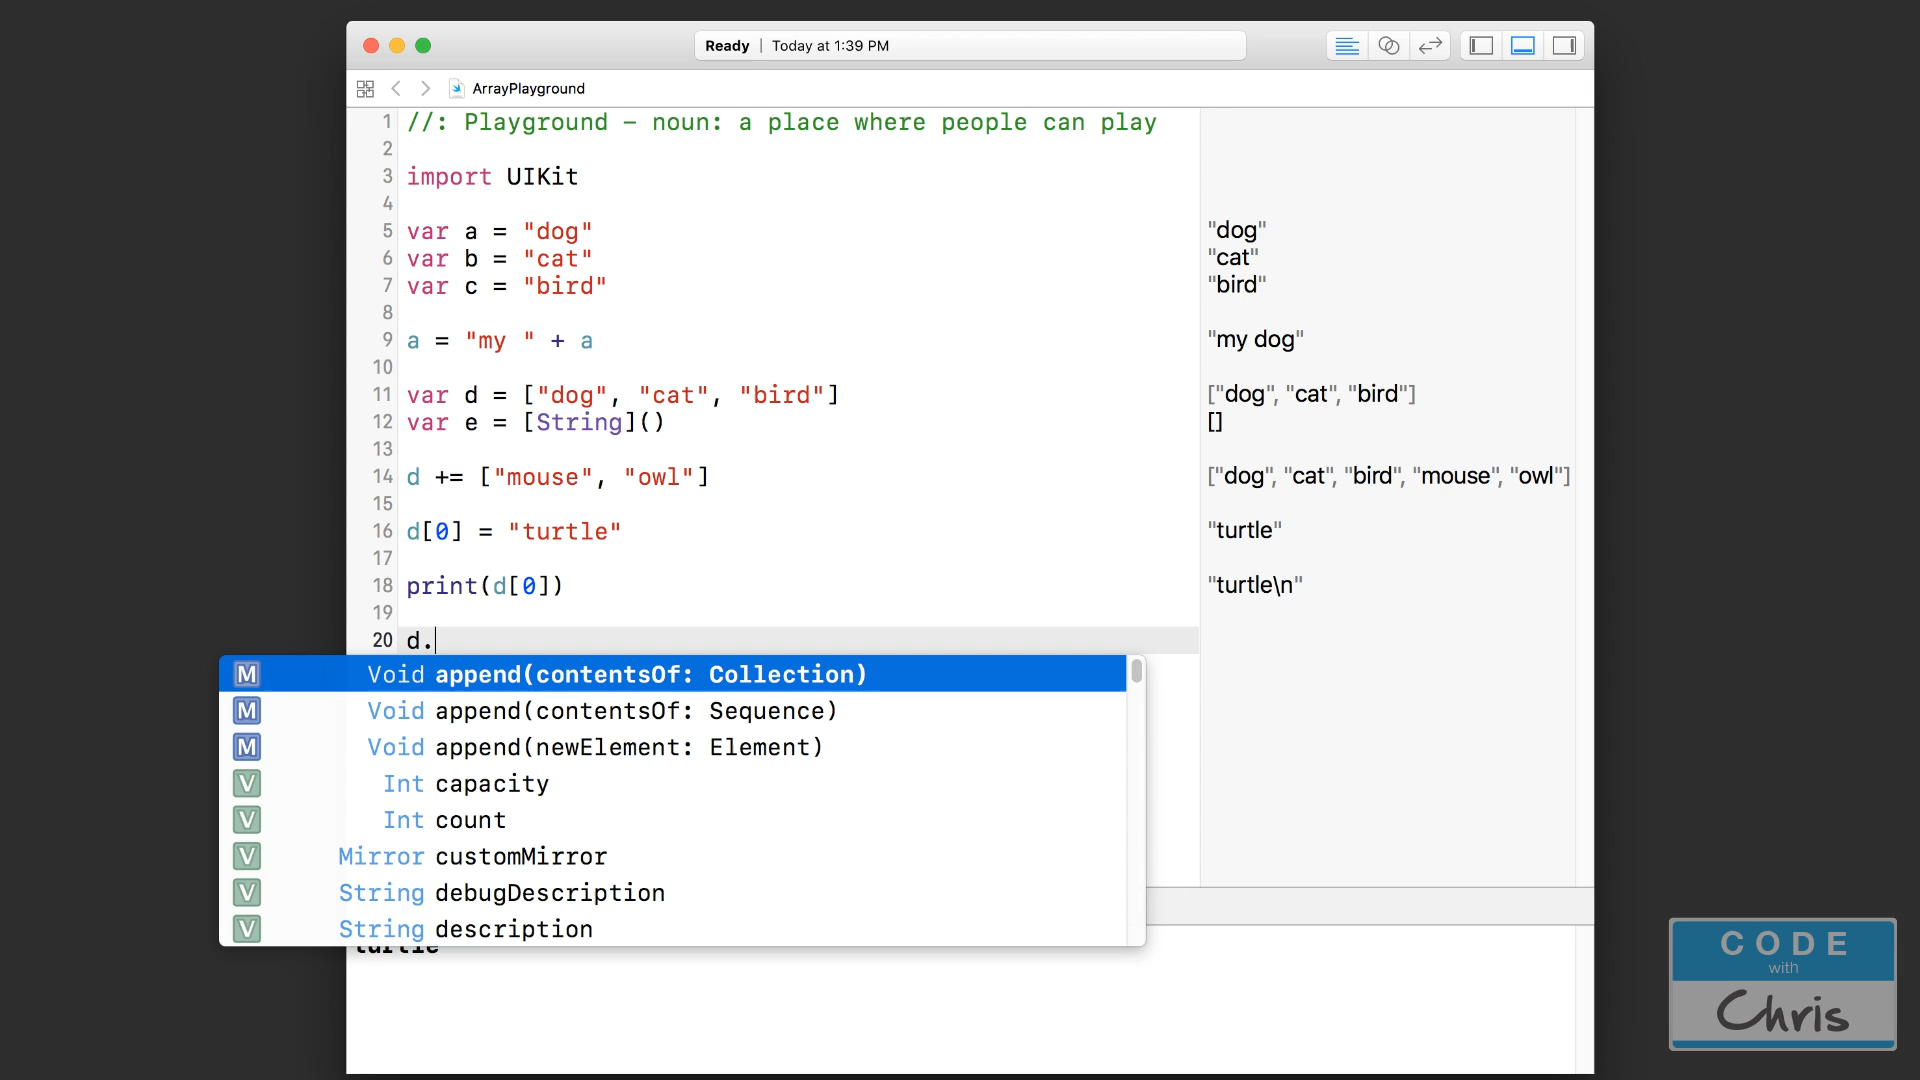 Ready | Today at 1:39 PM
ArrayPlayground
1 //: Playground – noun: a place where people can play
2
3 import UIKit
4
5 var a = "dog" "dog"
6 var b = "cat" "cat"
7 var c = "bird" "bird"
8
9 a = "my " + a "my dog"
10
11 var d = ["dog", "cat", "bird"] ["dog", "cat", "bird"]
12 var e = [String]() []
13
14 d += ["mouse", "owl"] ["dog", "cat", "bird", "mouse", "owl"]
15
16 d[0] = "turtle" "turtle"
17
18 print(d[0]) "turtle\n"
19
20 d.
M Void append(contentsOf: Collection)
M Void append(contentsOf: Sequence)
M Void append(newElement: Element)
V Int capacity
V Int count
V Mirror customMirror
V String debugDescription
V String description
turtle
CODE
with
Chris